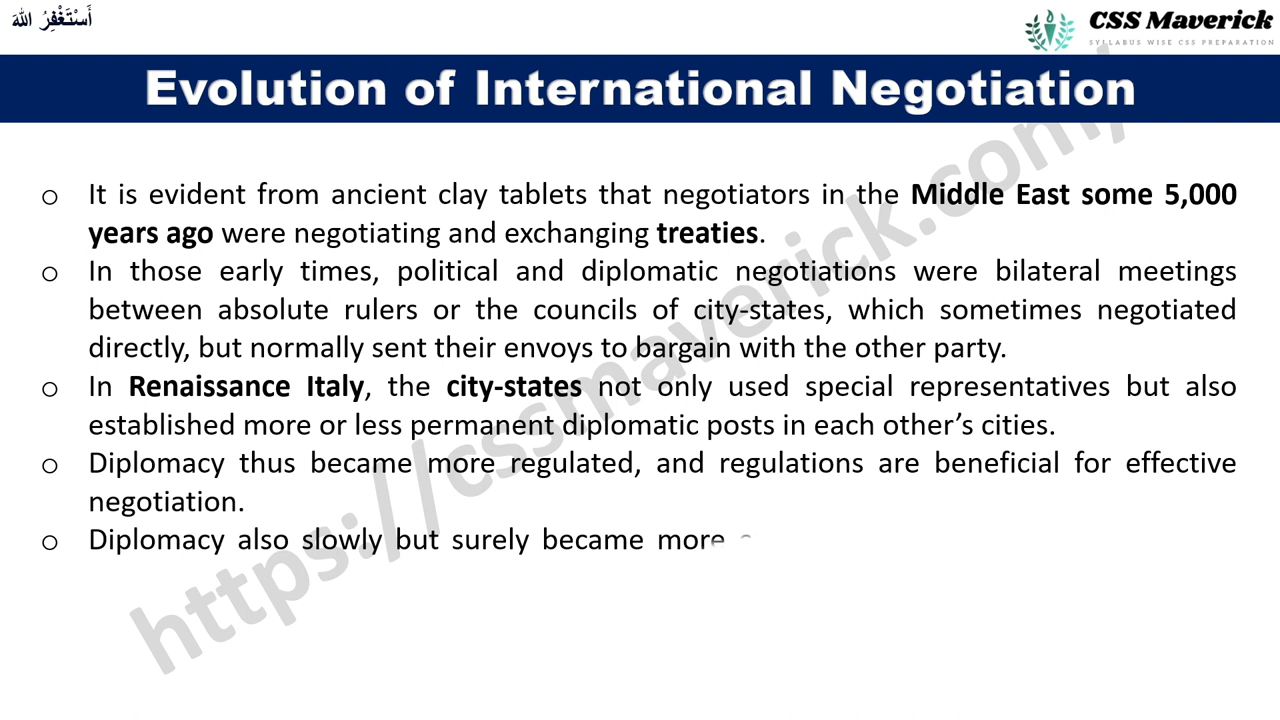 أَسْتَغْفِرُ اللهَ
CSS Maverick
SYLLABUS WISE CSS PREPARATION
Evolution of International Negotiation
o It is evident from ancient clay tablets that negotiators in the Middle East some 5,000
years ago were negotiating and exchanging treaties.
o In those early times, political and diplomatic negotiations were bilateral meetings
between absolute rulers or the councils of city-states, which sometimes negotiated
directly, but normally sent their envoys to bargain with the other party.
o In Renaissance Italy, the city-states not only used special representatives but also
established more or less permanent diplomatic posts in each other’s cities.
o Diplomacy thus became more regulated, and regulations are beneficial for effective
negotiation.
o Diplomacy also slowly but surely became more
https://cssmaverick.com/